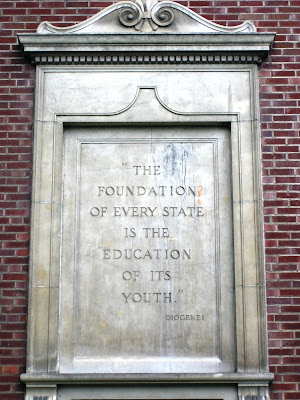 "THE
FOUNDATION
OF EVERY STATE
IS THE
EDUCATION
OF ITS
YOUTH."
DIOGENES